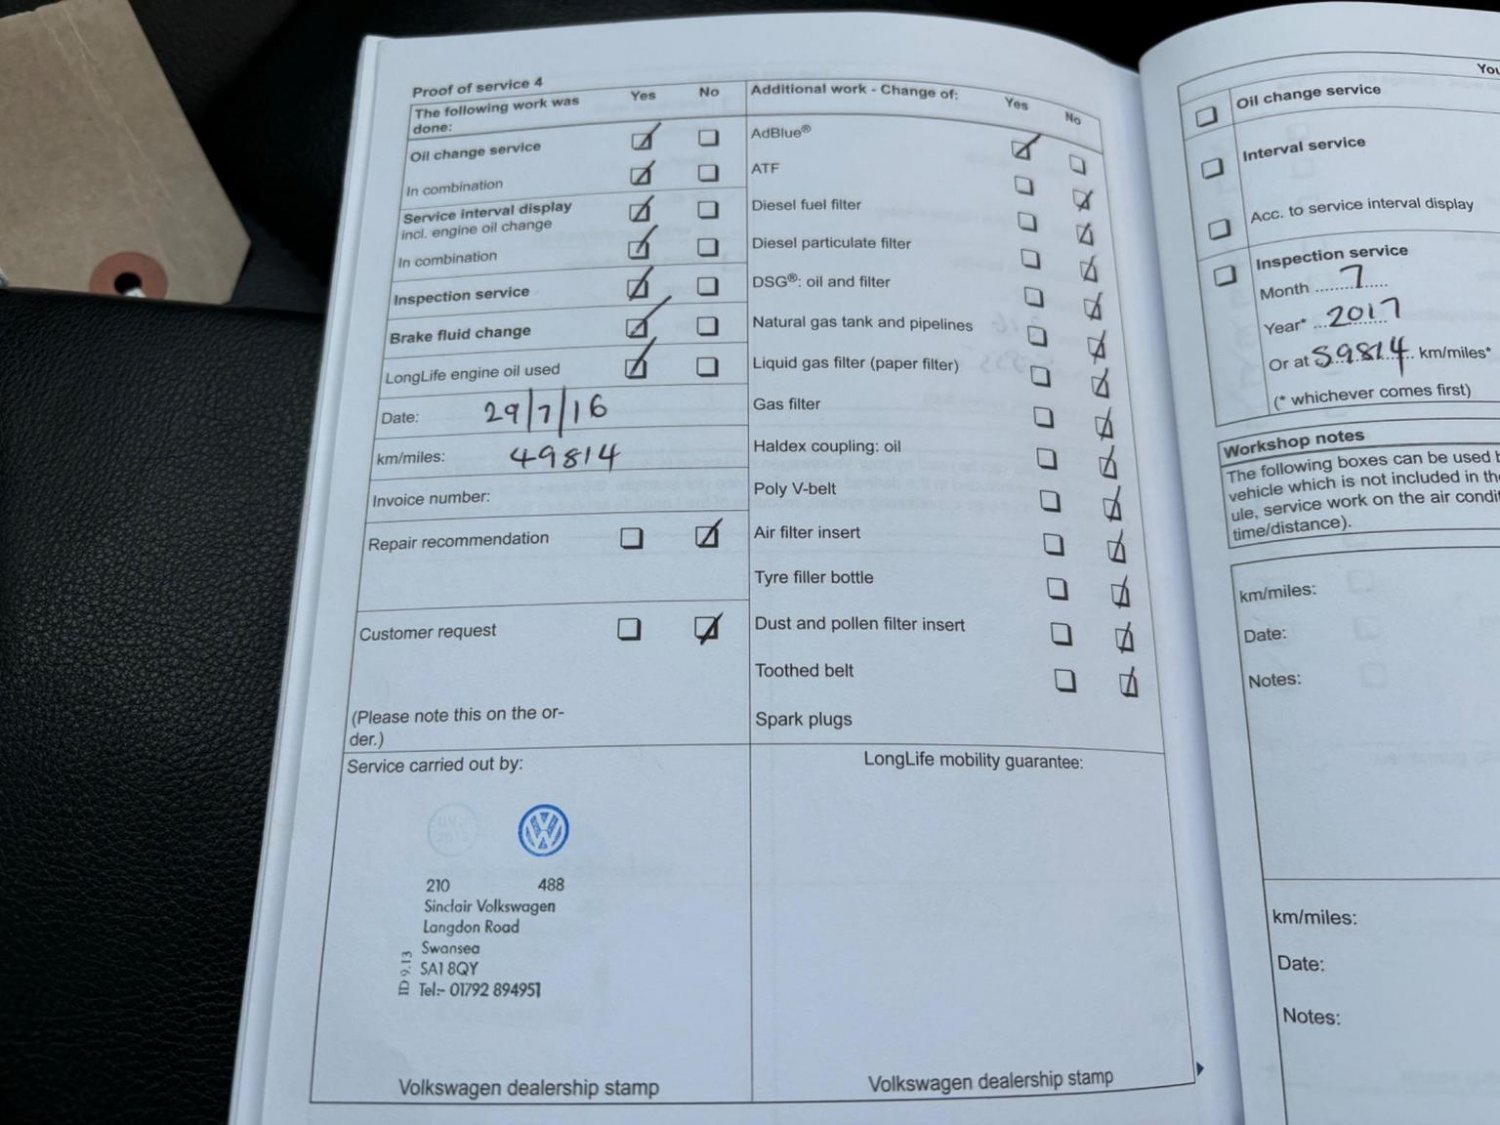 Proof of service 4
The following work was done:
Yes No
Oil change service
In combination
Service interval display
incl. engine oil change
In combination
Inspection service
Brake fluid change
LongLife engine oil used
Date: 29/7/16
km/miles: 49814
Invoice number:
Repair recommendation
Customer request
(Please note this on the or-
der.)
Additional work - Change of:
Yes No
AdBlue®
ATF
Diesel fuel filter
Diesel particulate filter
DSG®: oil and filter
Natural gas tank and pipelines
Liquid gas filter (paper filter)
Gas filter
Haldex coupling: oil
Poly V-belt
Air filter insert
Tyre filler bottle
Dust and pollen filter insert
Toothed belt
Spark plugs
Service carried out by:
210 488
Sinclair Volkswagen
Langdon Road
Swansea
SA1 8QY
Tel:- 01792 894951
ID 9.13
Volkswagen dealership stamp
LongLife mobility guarantee:
Volkswagen dealership stamp
You
Oil change service
Interval service
Acc. to service interval display
Inspection service
Month ........7.....
Year* ...2017
Or at 59814 km/miles*
(* whichever comes first)
Workshop notes
The following boxes can be used
vehicle which is not included in the
ule, service work on the air condit
time/distance).
km/miles:
Date:
Notes:
km/miles:
Date:
Notes: